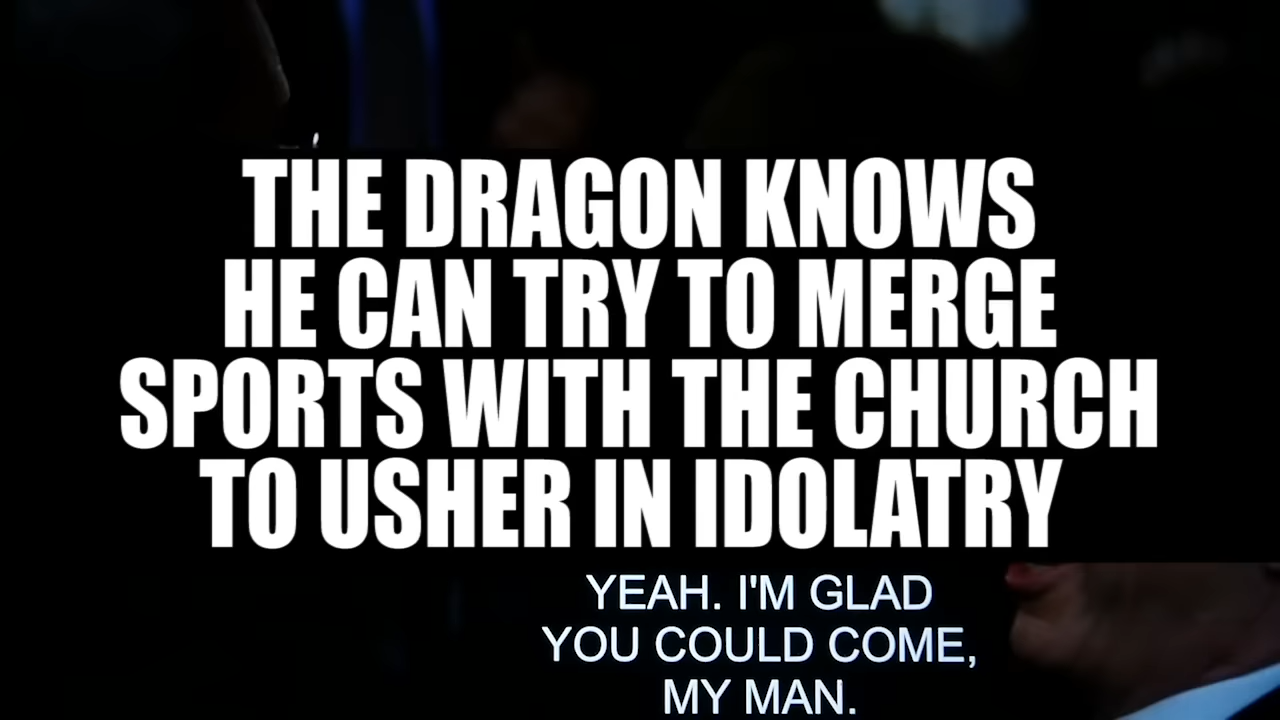 THE DRAGON KNOWS
HE CAN TRY TO MERGE
SPORTS WITH THE CHURCH
TO USHER IN IDOLATRY
YEAH. I'M GLAD
YOU COULD COME,
MY MAN.